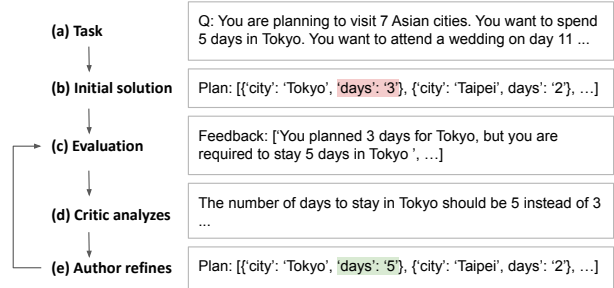 (a) Task
Q: You are planning to visit 7 Asian cities. You want to spend
5 days in Tokyo. You want to attend a wedding on day 11 ...
(b) Initial solution
Plan: [{'city': 'Tokyo', 'days': '3'}, {'city': 'Taipei', days': '2'}, …]
(c) Evaluation
Feedback: ['You planned 3 days for Tokyo, but you are
required to stay 5 days in Tokyo ', …]
(d) Critic analyzes
The number of days to stay in Tokyo should be 5 instead of 3
...
(e) Author refines
Plan: [{'city': 'Tokyo', 'days': '5'}, {'city': 'Taipei', days': '2'}, …]